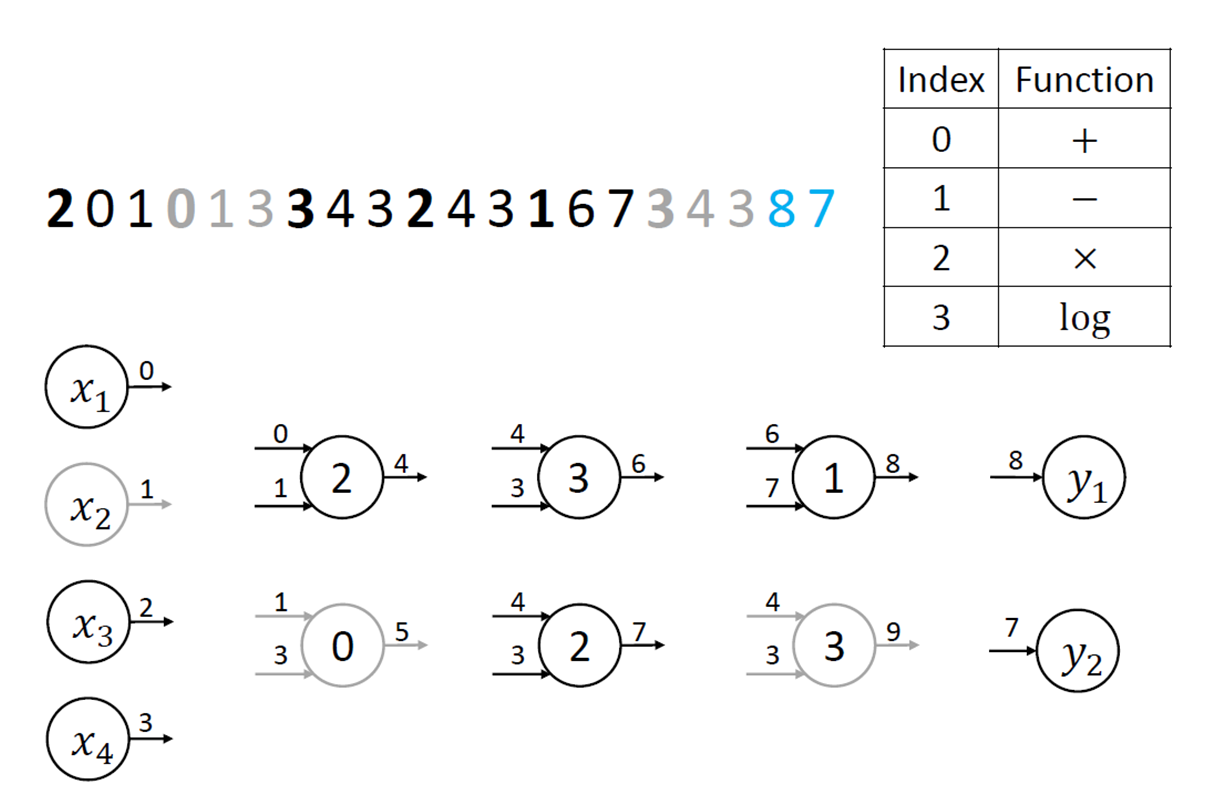 Index Function
0 +
1 −
2 ×
3 log
2 0 1 0 1 3 3 4 3 2 4 3 1 6 7 3 4 3 8 7
x₁ 0
x₂ 1
x₃ 2
x₄ 3
0 1 2 4
1 3 0 5
4 3 3 6
4 3 2 7
6 7 1 8
4 3 3 9
8 y₁
7 y₂